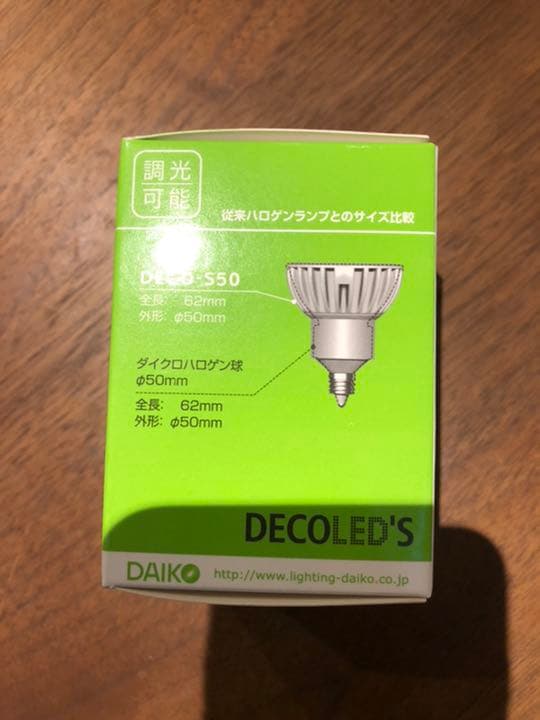 調光
可能
従来ハロゲンランプとのサイズ比較
DECO-S50
全長: 62mm
外形: φ50mm
ダイクロハロゲン球
φ50mm
全長: 62mm
外形: φ50mm
DECOLED'S
DAIKO http://www.lighting-daiko.co.jp